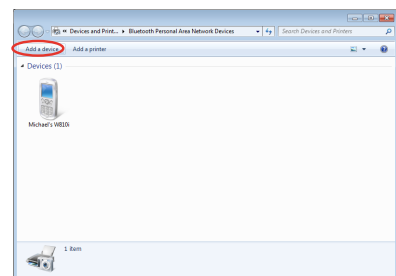 « Devices and Print... ▸ Bluetooth Personal Area Network Devices
Search Devices and Printers
Add a device
Add a printer
Devices (1)
Michael's W810i
1 item